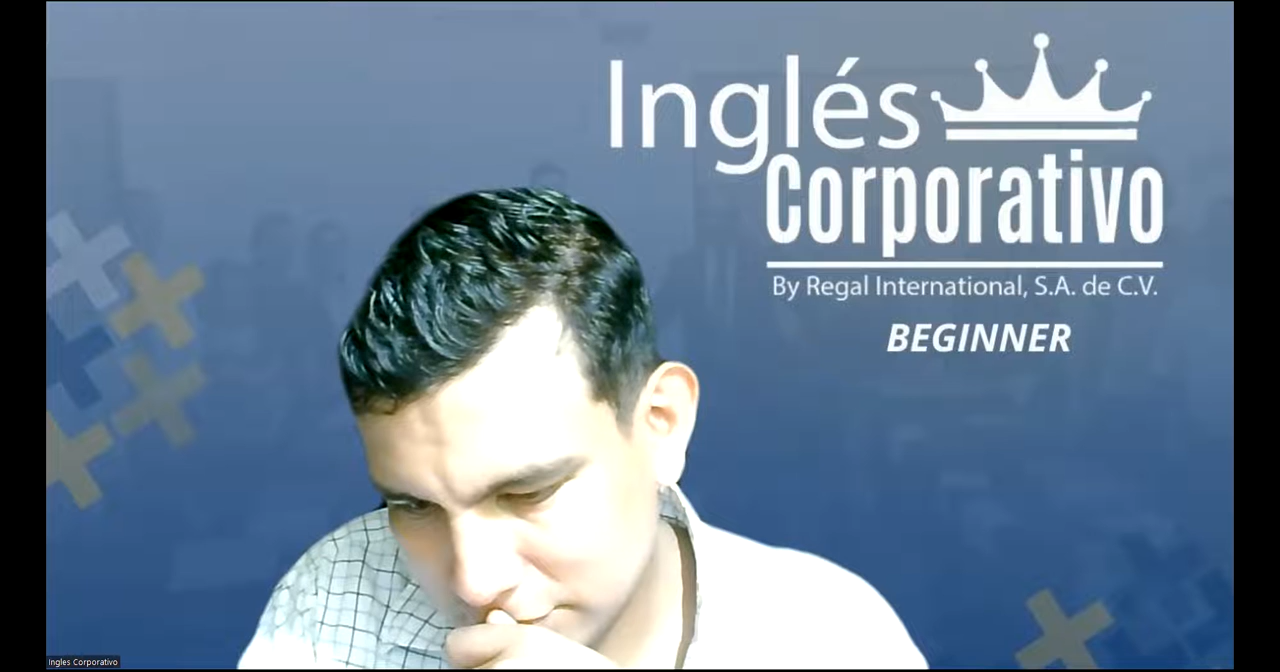 Inglés
Corporativo
By Regal International, S.A. de C.V.
BEGINNER
Ingles Corporativo